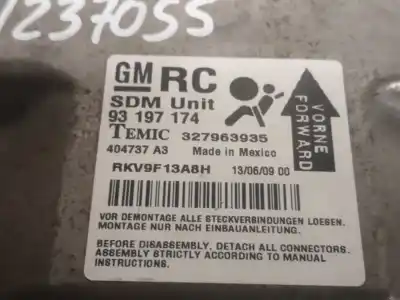 1237055
GM RC
SDM Unit
93 197 174
TEMIC 327963935
404737 A3 Made in Mexico
RKV9F13A8H 13/06/09 00
VORNE
FORWARD
VOR DEMONTAGE ALLE STECKVERBINDUNGEN LOESEN.
MONTAGE NUR NACH EINBAUANLEITUNG.
BEFORE DISASSEMBLY, DETACH ALL CONNECTORS.
ASSEMBLY STRICTLY ACCORDING TO MANUAL
INSTRUCTIONS.